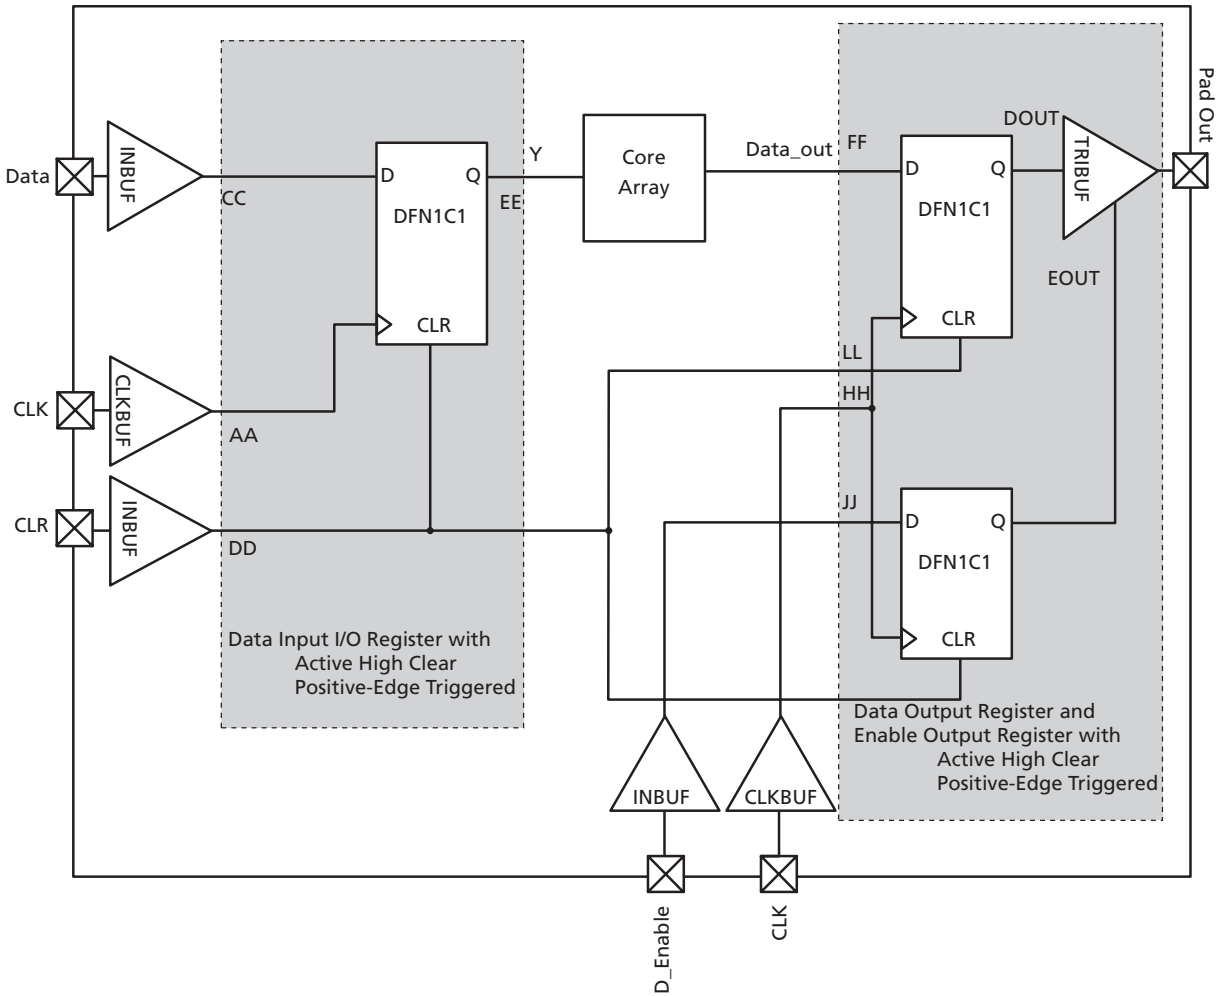 Pad Out
DOUT
Data
INBUF
CC
D
Q
DFN1C1
CLR
Y
EE
Core
Array
Data_out
FF
D
Q
DFN1C1
CLR
TRIBUF
EOUT
LL
HH
CLK
CLKBUF
AA
CLR
INBUF
DD
JJ
D
Q
DFN1C1
CLR
Data Input I/O Register with
Active High Clear
Positive-Edge Triggered
Data Output Register and
Enable Output Register with
Active High Clear
Positive-Edge Triggered
INBUF
CLKBUF
D_Enable
CLK